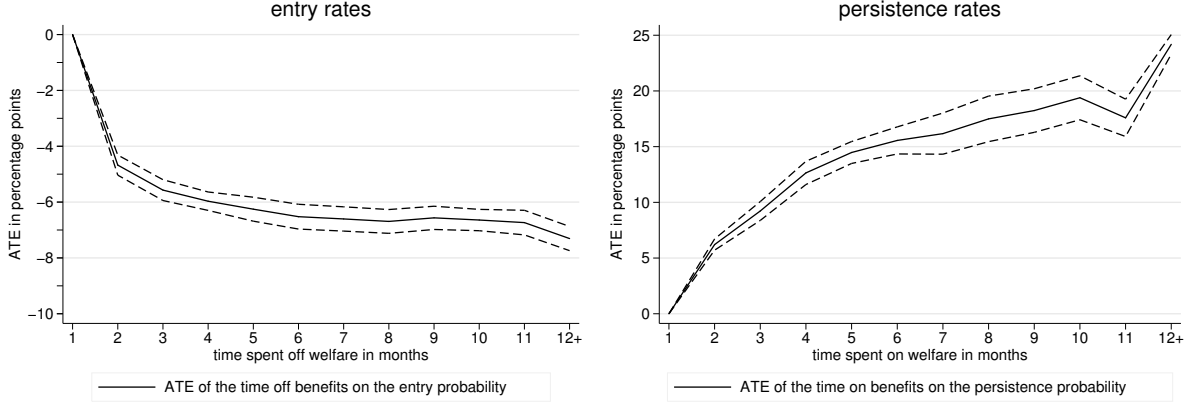 entry rates
ATE in percentage points
0
−2
−4
−6
−8
−10
1 2 3 4 5 6 7 8 9 10 11 12+
time spent off welfare in months
ATE of the time off benefits on the entry probability
persistence rates
ATE in percentage points
25
20
15
10
5
0
1 2 3 4 5 6 7 8 9 10 11 12+
time spent on welfare in months
ATE of the time on benefits on the persistence probability